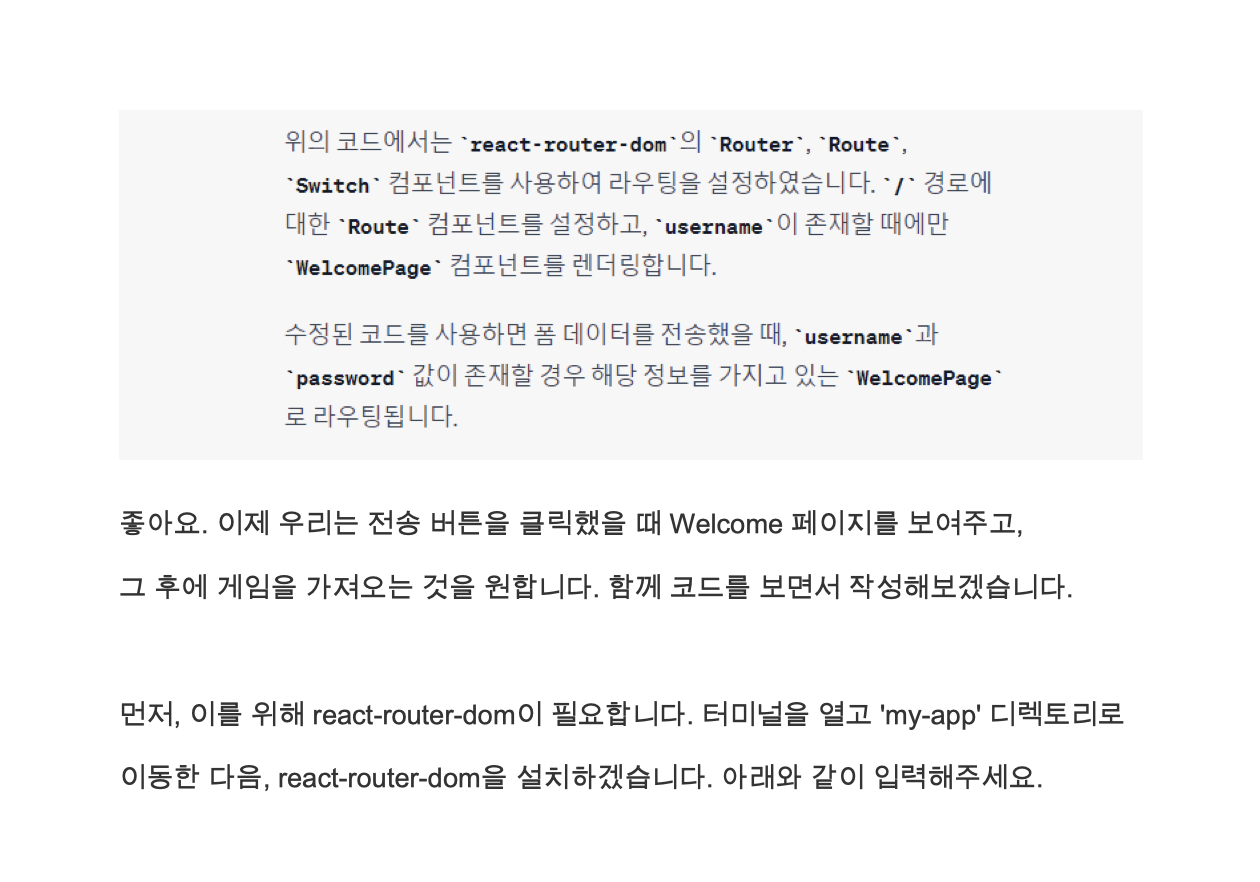 위의 코드에서는 `react-router-dom`의 `Router`, `Route`,
`Switch` 컴포넌트를 사용하여 라우팅을 설정하였습니다. `/` 경로에
대한 `Route` 컴포넌트를 설정하고, `username`이 존재할 때에만
`WelcomePage` 컴포넌트를 렌더링합니다.
수정된 코드를 사용하면 폼 데이터를 전송했을 때, `username`과
`password` 값이 존재할 경우 해당 정보를 가지고 있는 `WelcomePage`
로 라우팅됩니다.
좋아요. 이제 우리는 전송 버튼을 클릭했을 때 Welcome 페이지를 보여주고,
그 후에 게임을 가져오는 것을 원합니다. 함께 코드를 보면서 작성해보겠습니다.
먼저, 이를 위해 react-router-dom이 필요합니다. 터미널을 열고 'my-app' 디렉토리로
이동한 다음, react-router-dom을 설치하겠습니다. 아래와 같이 입력해주세요.